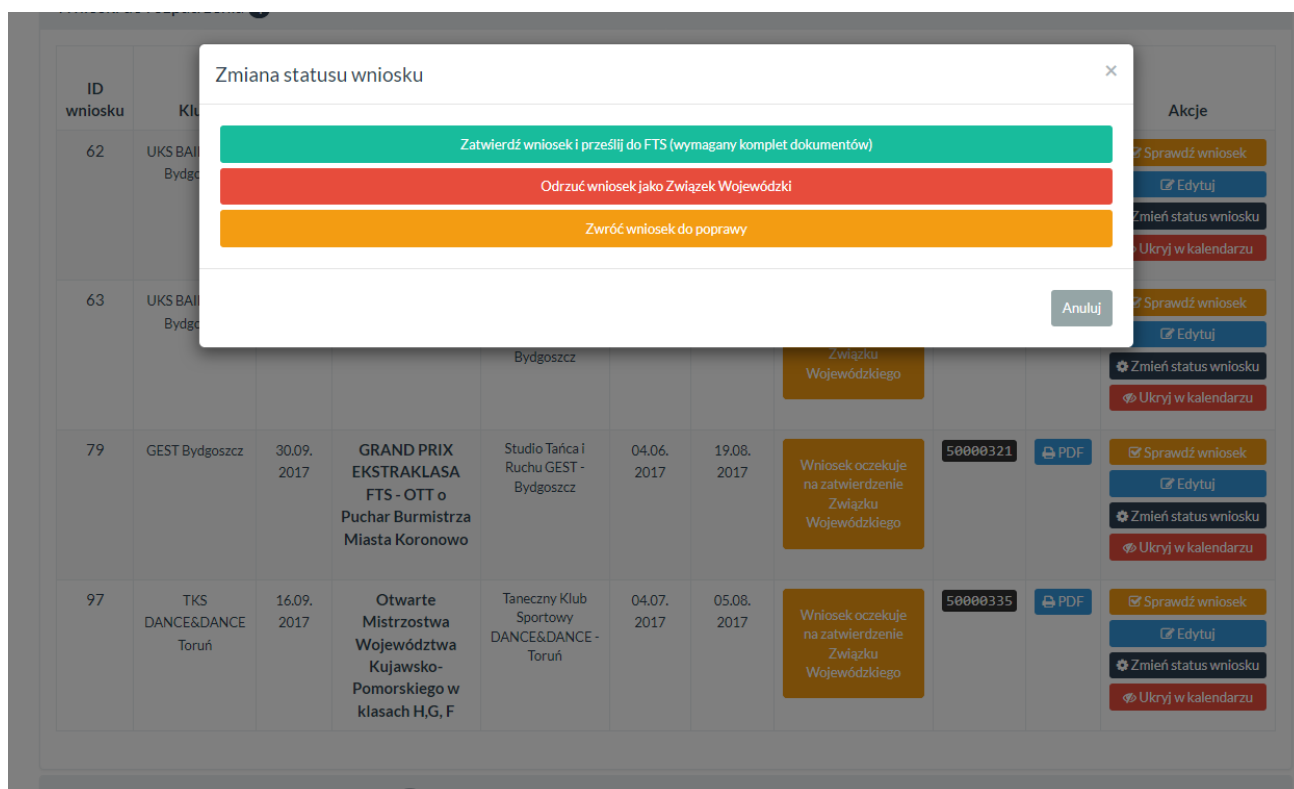 Zmiana statusu wniosku
×
Zatwierdź wniosek i prześlij do FTS (wymagany komplet dokumentów)
Odrzuć wniosek jako Związek Wojewódzki
Zwróć wniosek do poprawy
Anuluj
ID
wniosku
Akcje
62
UKS
Sprawdź wniosek
Edytuj
Zmień status wniosku
Ukryj w kalendarzu
63
UKS
Bydgoszcz
Związku
Wojewódzkiego
Sprawdź wniosek
Edytuj
Zmień status wniosku
Ukryj w kalendarzu
79
GEST Bydgoszcz
30.09.
2017
GRAND PRIX
EKSTRAKLASA
FTS - OTT o
Puchar Burmistrza
Miasta Koronowo
Studio Tańca i
Ruchu GEST -
Bydgoszcz
04.06.
2017
19.08.
2017
Wniosek oczekuje
na zatwierdzenie
Związku
Wojewódzkiego
50000321
PDF
Sprawdź wniosek
Edytuj
Zmień status wniosku
Ukryj w kalendarzu
97
TKS
DANCE&DANCE
Toruń
16.09.
2017
Otwarte
Mistrzostwa
Województwa
Kujawsko-
Pomorskiego w
klasach H,G, F
Taneczny Klub
Sportowy
DANCE&DANCE -
Toruń
04.07.
2017
05.08.
2017
Wniosek oczekuje
na zatwierdzenie
Związku
Wojewódzkiego
50000335
PDF
Sprawdź wniosek
Edytuj
Zmień status wniosku
Ukryj w kalendarzu